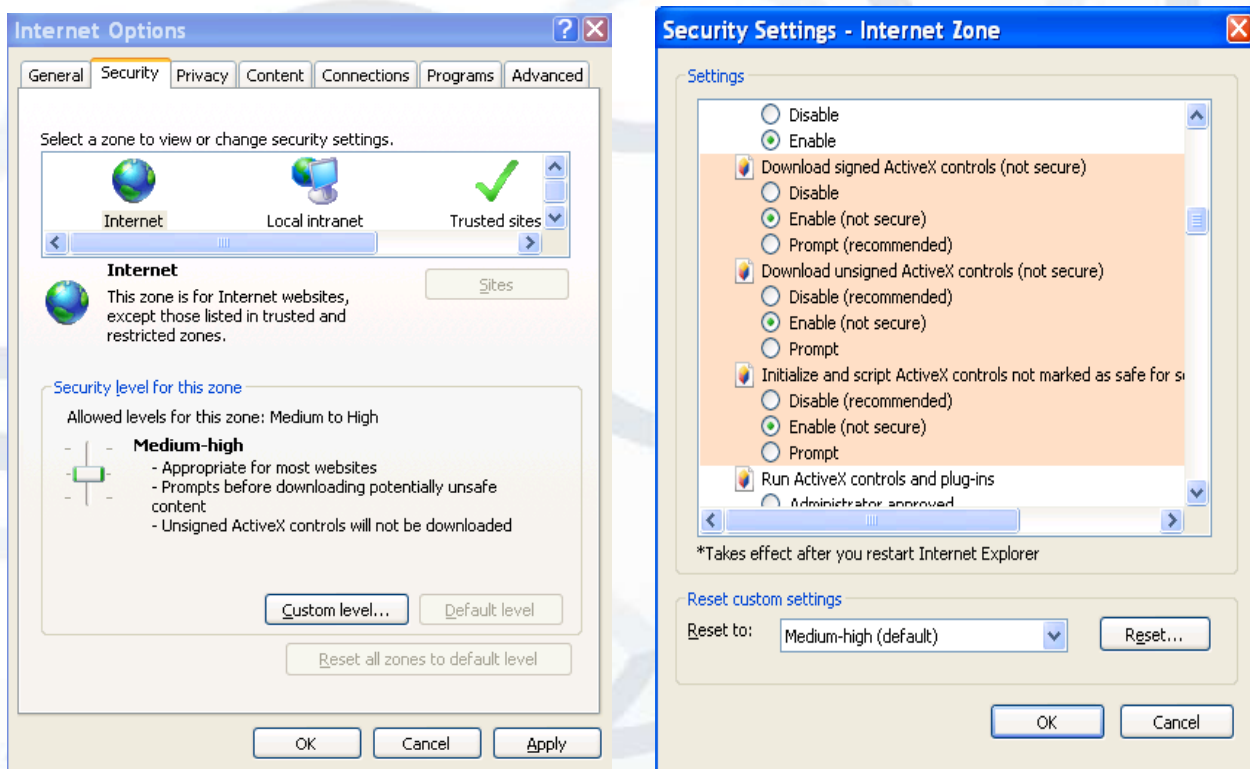 Internet Options
General Security Privacy Content Connections Programs Advanced
Select a zone to view or change security settings.
Internet Local intranet Trusted sites
Internet
This zone is for Internet websites,
except those listed in trusted and
restricted zones.
Sites
Security level for this zone
Allowed levels for this zone: Medium to High
Medium-high
- Appropriate for most websites
- Prompts before downloading potentially unsafe
content
- Unsigned ActiveX controls will not be downloaded
Custom level... Default level
Reset all zones to default level
OK Cancel Apply
Security Settings - Internet Zone
Settings
Disable
Enable
Download signed ActiveX controls (not secure)
Disable
Enable (not secure)
Prompt (recommended)
Download unsigned ActiveX controls (not secure)
Disable (recommended)
Enable (not secure)
Prompt
Initialize and script ActiveX controls not marked as safe for
Disable (recommended)
Enable (not secure)
Prompt
Run ActiveX controls and plug-ins
Administrator approved
*Takes effect after you restart Internet Explorer
Reset custom settings
Reset to: Medium-high (default) Reset...
OK Cancel